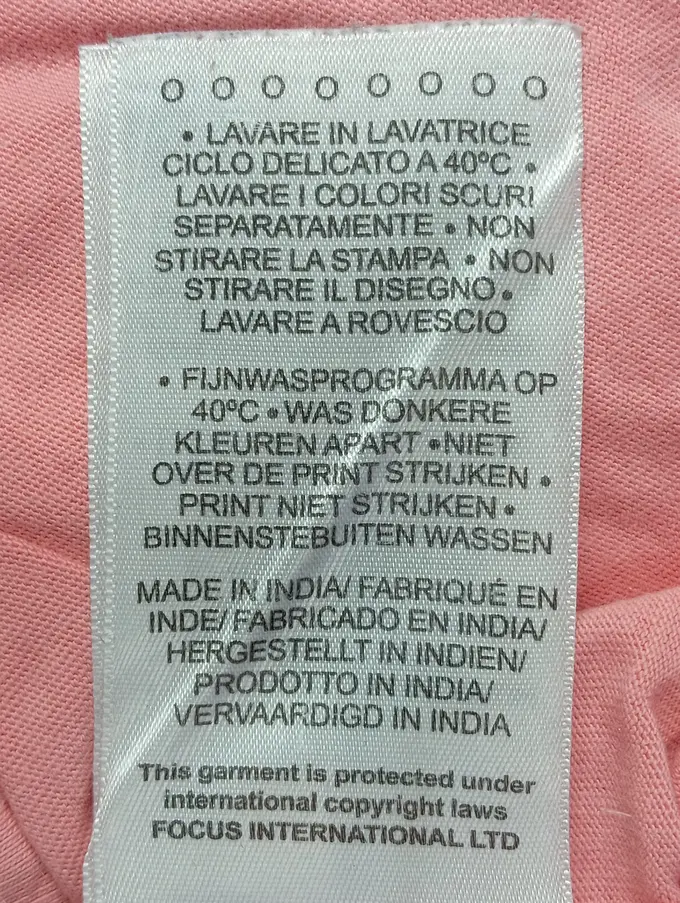 O O O O O O O O
• LAVARE IN LAVATRICE
CICLO DELICATO A 40ºC •
LAVARE I COLORI SCURI
SEPARATAMENTE • NON
STIRARE LA STAMPA • NON
STIRARE IL DISEGNO •
LAVARE A ROVESCIO
• FIJNWASPROGRAMMA OP
40ºC • WAS DONKERE
KLEUREN APART •NIET
OVER DE PRINT STRIJKEN •
PRINT NIET STRIJKEN •
BINNENSTEBUITEN WASSEN
MADE IN INDIA/ FABRIQUÉ EN
INDE/ FABRICADO EN INDIA/
HERGESTELLT IN INDIEN/
PRODOTTO IN INDIA/
VERVAARDIGD IN INDIA
This garment is protected under
international copyright laws
FOCUS INTERNATIONAL LTD